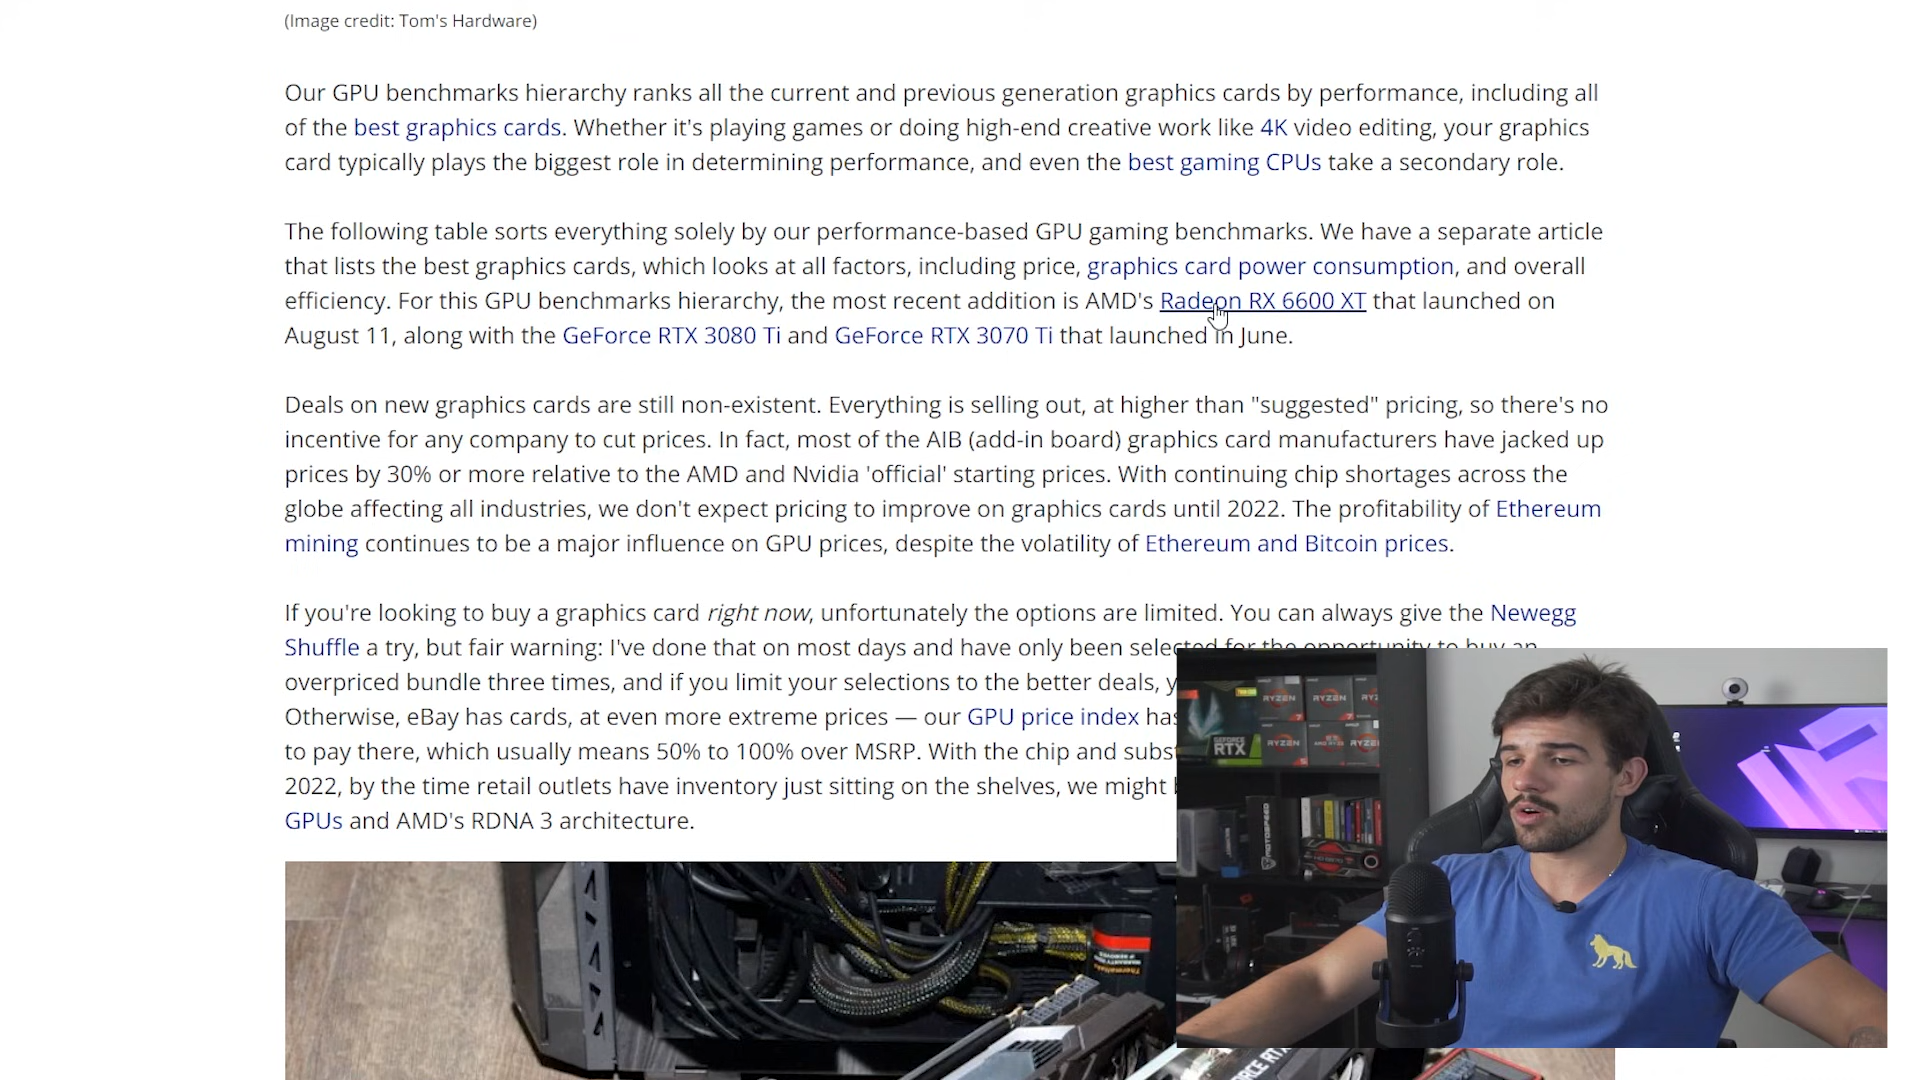 (Image credit: Tom's Hardware)
Our GPU benchmarks hierarchy ranks all the current and previous generation graphics cards by performance, including all
of the best graphics cards. Whether it's playing games or doing high-end creative work like 4K video editing, your graphics
card typically plays the biggest role in determining performance, and even the best gaming CPUs take a secondary role.
The following table sorts everything solely by our performance-based GPU gaming benchmarks. We have a separate article
that lists the best graphics cards, which looks at all factors, including price, graphics card power consumption, and overall
efficiency. For this GPU benchmarks hierarchy, the most recent addition is AMD's Radeon RX 6600 XT that launched on
August 11, along with the GeForce RTX 3080 Ti and GeForce RTX 3070 Ti that launched in June.
Deals on new graphics cards are still non-existent. Everything is selling out, at higher than "suggested" pricing, so there's no
incentive for any company to cut prices. In fact, most of the AIB (add-in board) graphics card manufacturers have jacked up
prices by 30% or more relative to the AMD and Nvidia 'official' starting prices. With continuing chip shortages across the
globe affecting all industries, we don't expect pricing to improve on graphics cards until 2022. The profitability of Ethereum
mining continues to be a major influence on GPU prices, despite the volatility of Ethereum and Bitcoin prices.
If you're looking to buy a graphics card right now, unfortunately the options are limited. You can always give the Newegg
Shuffle a try, but fair warning: I've done that on most days and have only been selected for the opportunity to buy an
overpriced bundle three times, and if you limit your selections to the better deals, y
Otherwise, eBay has cards, at even more extreme prices — our GPU price index has
to pay there, which usually means 50% to 100% over MSRP. With the chip and subst
2022, by the time retail outlets have inventory just sitting on the shelves, we might
GPUs and AMD's RDNA 3 architecture.
RYZEN
RYZEN
RYZEN
RYZEN
RYZE
GEFORCE
RTX
MOTOSPEED